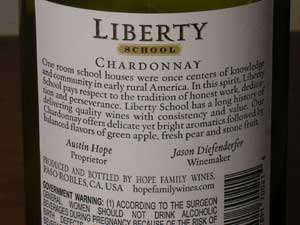 LIBERTY
SCHOOL
CHARDONNAY
One room school houses were once centers of knowledge
and community in early rural America. In this spirit, Liberty
School pays respect to the tradition of honest work, dedica-
tion and perseverance. Liberty School has a long history of
delivering quality wines with consistency and value. Our
Chardonnay offers delicate yet bright aromatics followed by
balanced flavors of green apple, fresh pear and stone fruit.
Austin Hope Jason Diefenderfer
Proprietor Winemaker
PRODUCED AND BOTTLED BY HOPE FAMILY WINES,
PASO ROBLES, CA, USA hopefamilywines.com
GOVERNMENT WARNING: (1) ACCORDING TO THE SURGEON
GENERAL, WOMEN SHOULD NOT DRINK ALCOHOLIC
BEVERAGES DURING PREGNANCY BECAUSE OF THE
BIRTH DEFECTS